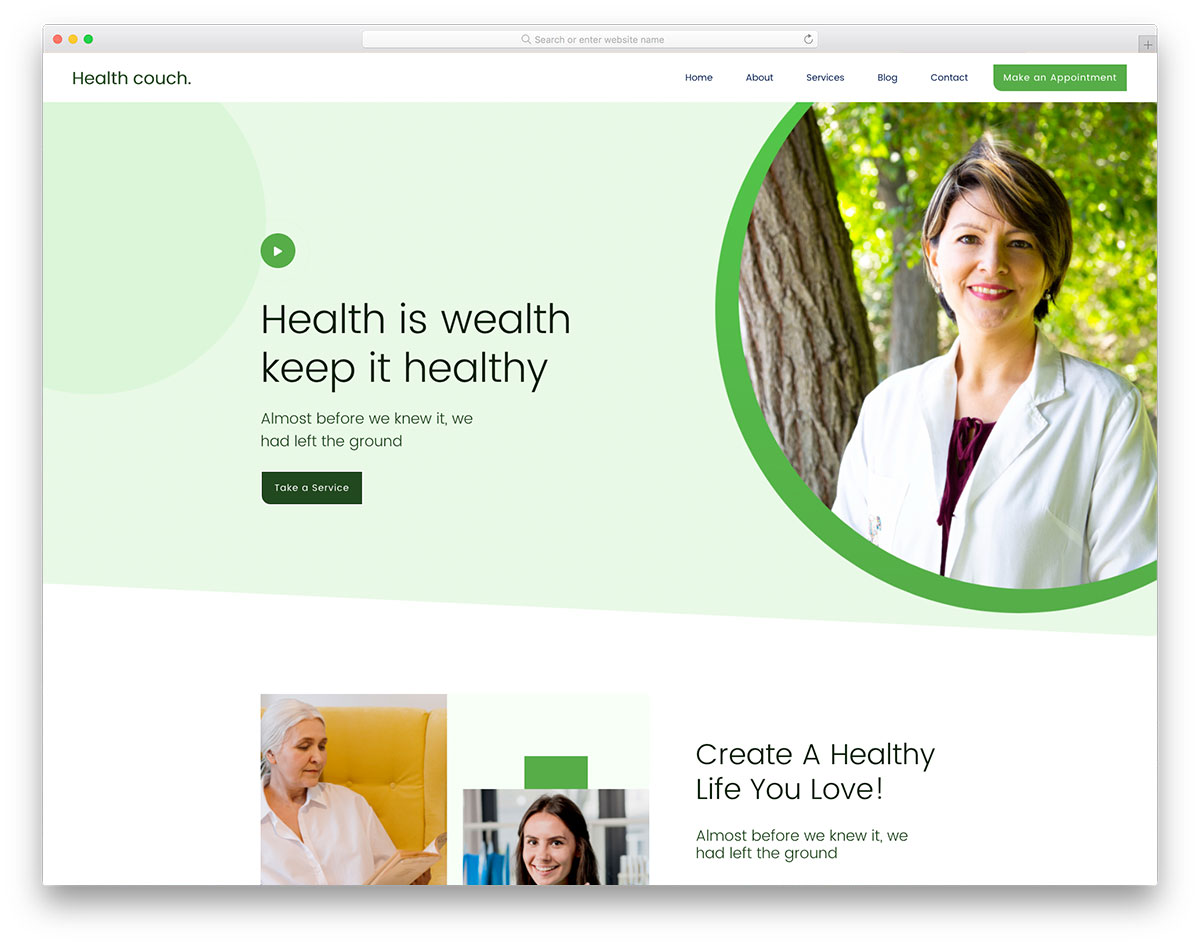 Search or enter website name
Health couch.
Home
About
Services
Blog
Contact
Make an Appointment
Health is wealth
keep it healthy
Almost before we knew it, we
had left the ground
Take a Service
Create A Healthy
Life You Love!
Almost before we knew it, we
had left the ground